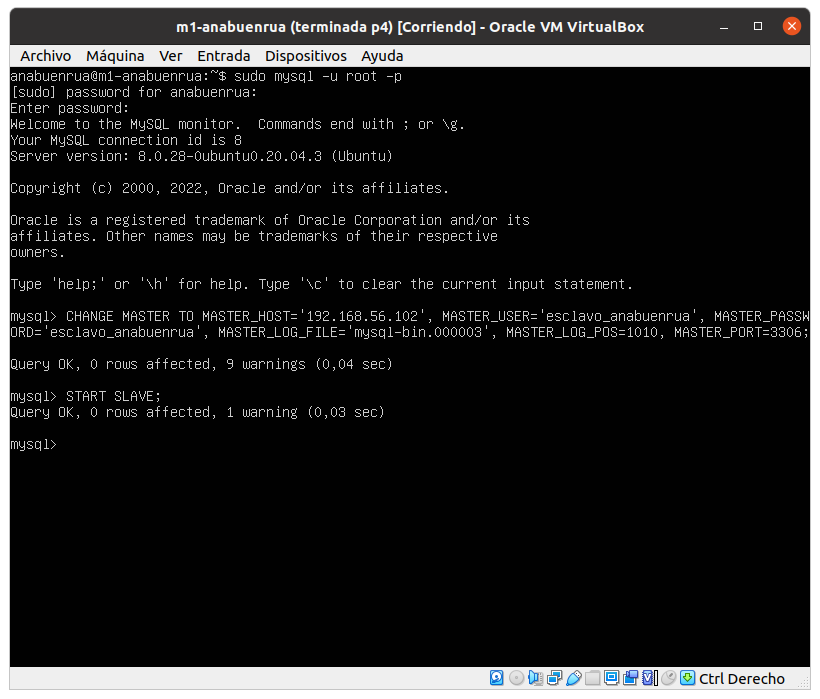 m1-anabuenrua (terminada p4) [Corriendo] - Oracle VM VirtualBox
Archivo Máquina Ver Entrada Dispositivos Ayuda
anabuenrua@m1-anabuenrua:~$ sudo mysql -u root -p
[sudo] password for anabuenrua:
Enter password:
Welcome to the MySQL monitor.  Commands end with ; or \g.
Your MySQL connection id is 8
Server version: 8.0.28-0ubuntu0.20.04.3 (Ubuntu)
Copyright (c) 2000, 2022, Oracle and/or its affiliates.
Oracle is a registered trademark of Oracle Corporation and/or its
affiliates. Other names may be trademarks of their respective
owners.
Type 'help;' or '\h' for help. Type '\c' to clear the current input statement.
mysql> CHANGE MASTER TO MASTER_HOST='192.168.56.102', MASTER_USER='esclavo_anabuenrua', MASTER_PASSW
ORD='esclavo_anabuenrua', MASTER_LOG_FILE='mysql-bin.000003', MASTER_LOG_POS=1010, MASTER_PORT=3306;
Query OK, 0 rows affected, 9 warnings (0,04 sec)
mysql> START SLAVE;
Query OK, 0 rows affected, 1 warning (0,03 sec)
mysql>
Ctrl Derecho